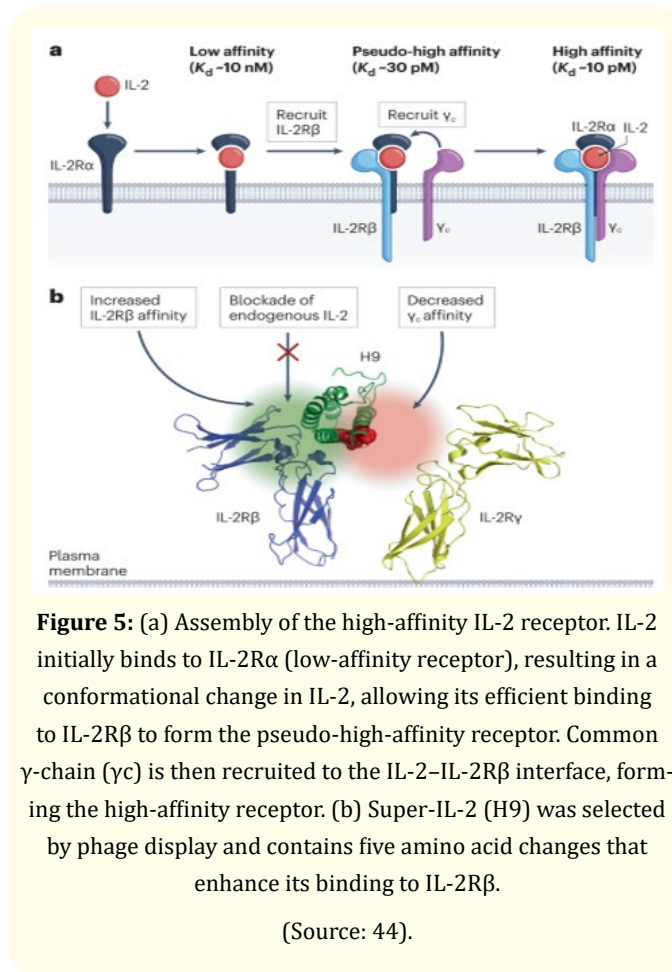 a
Low affinity
(Kd ~10 nM)
Pseudo-high affinity
(Kd ~30 pM)
High affinity
(Kd ~10 pM)
IL-2
Recruit
IL-2Rβ
Recruit γc
IL-2Rα
IL-2
IL-2Rα
IL-2Rβ
γc
IL-2Rβ
γc
b
Increased
IL-2Rβ affinity
Blockade of
endogenous IL-2
Decreased
γc affinity
H9
IL-2Rβ
IL-2Rγ
Plasma
membrane
Figure 5: (a) Assembly of the high-affinity IL-2 receptor. IL-2
initially binds to IL-2Rα (low-affinity receptor), resulting in a
conformational change in IL-2, allowing its efficient binding
to IL-2Rβ to form the pseudo-high-affinity receptor. Common
γ-chain (γc) is then recruited to the IL-2–IL-2Rβ interface, form-
ing the high-affinity receptor. (b) Super-IL-2 (H9) was selected
by phage display and contains five amino acid changes that
enhance its binding to IL-2Rβ.
(Source: 44).